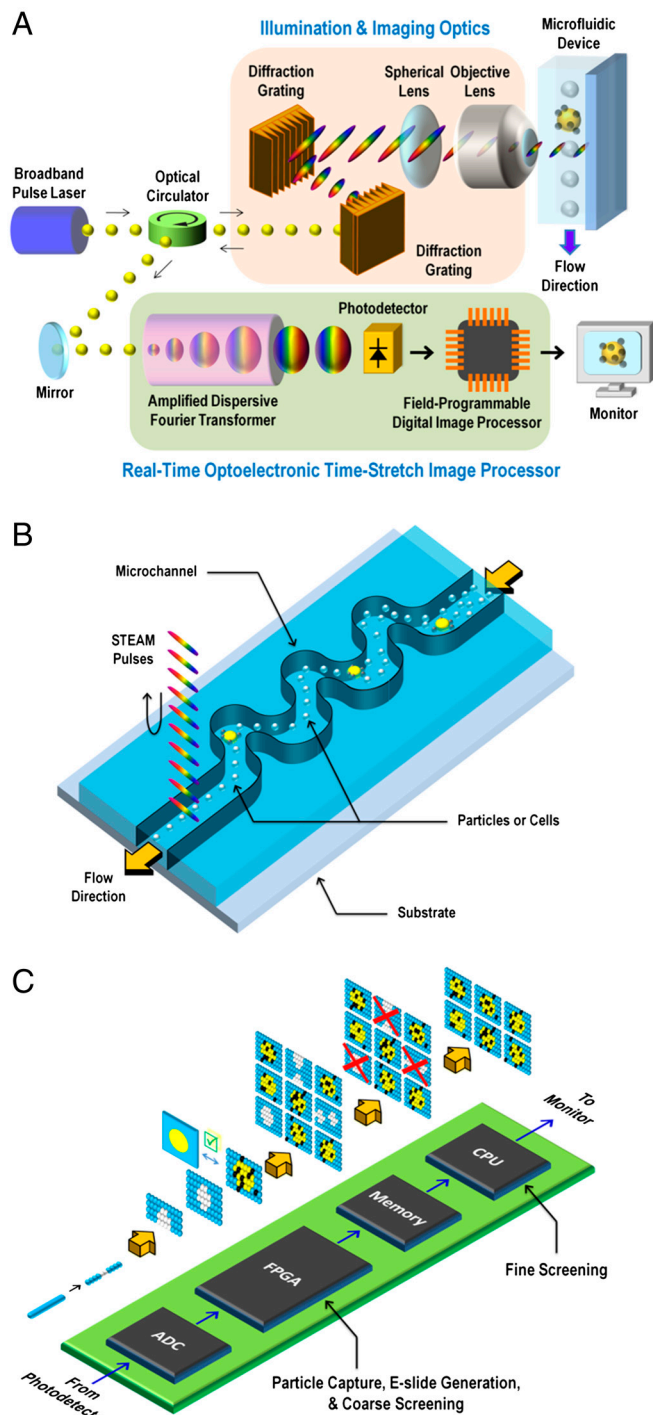 A
Illumination & Imaging Optics
Microfluidic
Device
Diffraction
Grating
Spherical
Lens
Objective
Lens
Broadband
Pulse Laser
Optical
Circulator
Diffraction
Grating
Flow
Direction
Photodetector
Mirror
Amplified Dispersive
Fourier Transformer
Field-Programmable
Digital Image Processor
Monitor
Real-Time Optoelectronic Time-Stretch Image Processor
B
Microchannel
STEAM
Pulses
Particles or Cells
Flow
Direction
Substrate
C
To
Monitor
CPU
Memory
Fine Screening
FPGA
ADC
From
Photodetect
Particle Capture, E-slide Generation,
& Coarse Screening